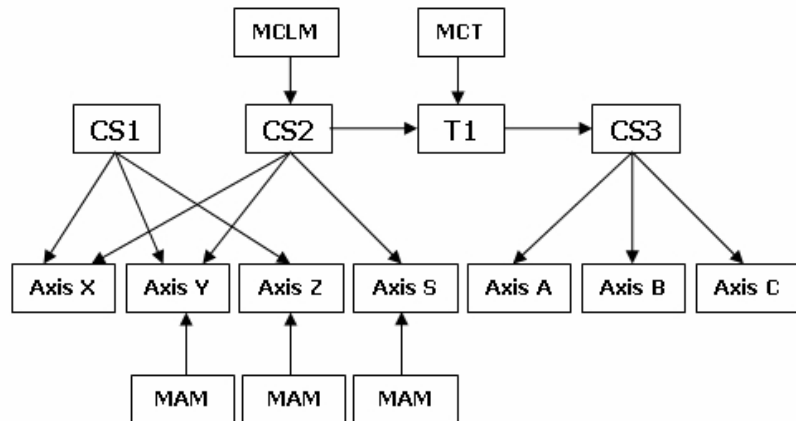 MCLM
MCT
CS1
CS2
T1
CS3
Axis X
Axis Y
Axis Z
Axis S
Axis A
Axis B
Axis C
MAM
MAM
MAM